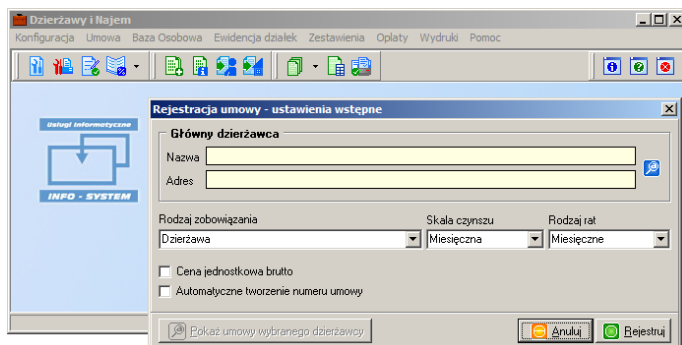 Dzierżawy i Najem
Konfiguracja Umowa Baza Osobowa Ewidencja działek Zestawienia Opłaty Wydruki Pomoc
Usługi Informatyczne
INFO - SYSTEM
Rejestracja umowy - ustawienia wstępne
Główny dzierżawca
Nazwa
Adres
Rodzaj zobowiązania Skala czynszu Rodzaj rat
Dzierżawa Miesięczna Miesięczne
Cena jednostkowa brutto
Automatyczne tworzenie numeru umowy
Pokaż umowy wybranego dzierżawcy Anuluj Rejestruj